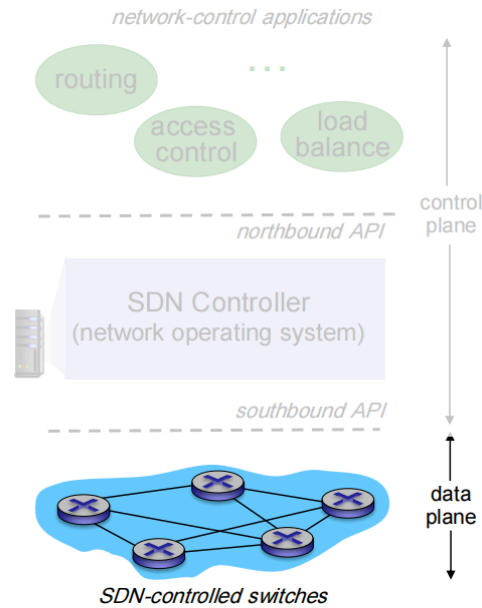 network-control applications
routing
...
access
control
load
balance
control
plane
northbound API
SDN Controller
(network operating system)
southbound API
data
plane
SDN-controlled switches